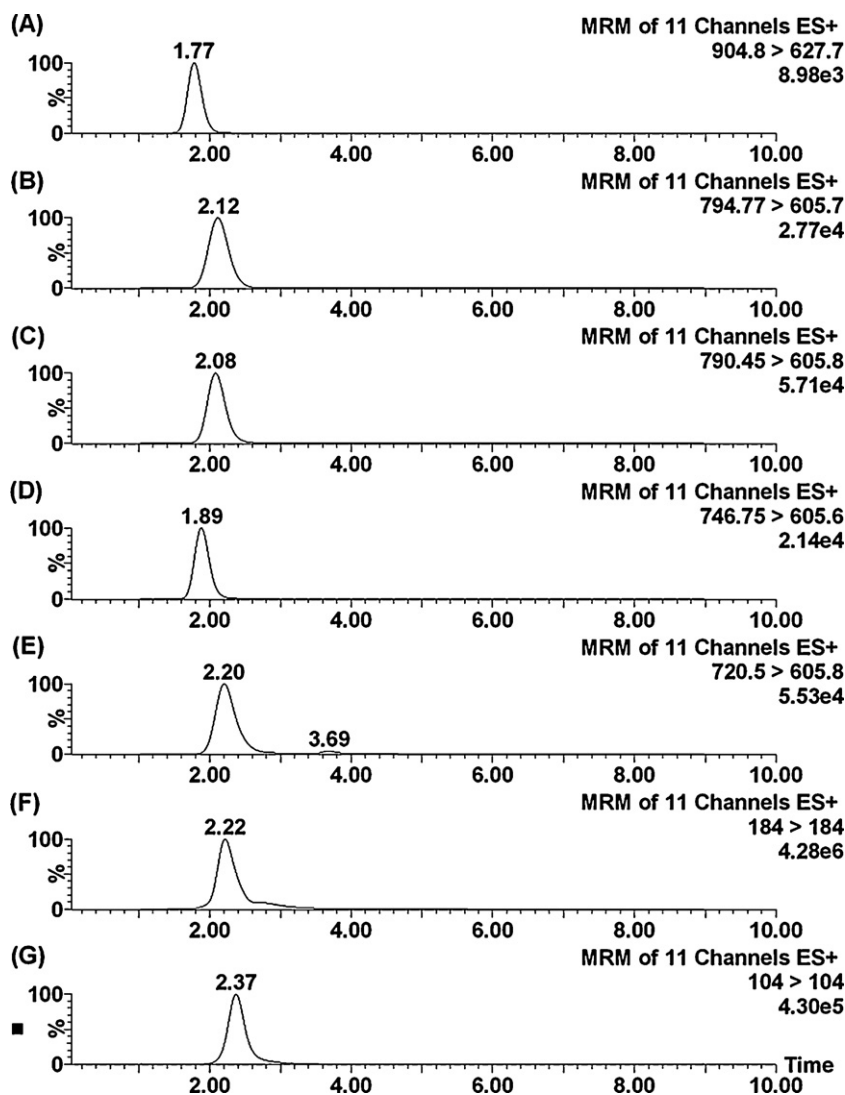 (A) MRM of 11 Channels ES+
1.77 904.8 > 627.7
100 8.98e3
%
0
2.00 4.00 6.00 8.00 10.00
(B) MRM of 11 Channels ES+
2.12 794.77 > 605.7
100 2.77e4
%
0
2.00 4.00 6.00 8.00 10.00
(C) MRM of 11 Channels ES+
2.08 790.45 > 605.8
100 5.71e4
%
0
2.00 4.00 6.00 8.00 10.00
(D) MRM of 11 Channels ES+
1.89 746.75 > 605.6
100 2.14e4
%
0
2.00 4.00 6.00 8.00 10.00
(E) MRM of 11 Channels ES+
2.20 720.5 > 605.8
100 5.53e4
%
3.69
0
2.00 4.00 6.00 8.00 10.00
(F) MRM of 11 Channels ES+
2.22 184 > 184
100 4.28e6
%
0
2.00 4.00 6.00 8.00 10.00
(G) MRM of 11 Channels ES+
2.37 104 > 104
100 4.30e5
%
0 Time
2.00 4.00 6.00 8.00 10.00